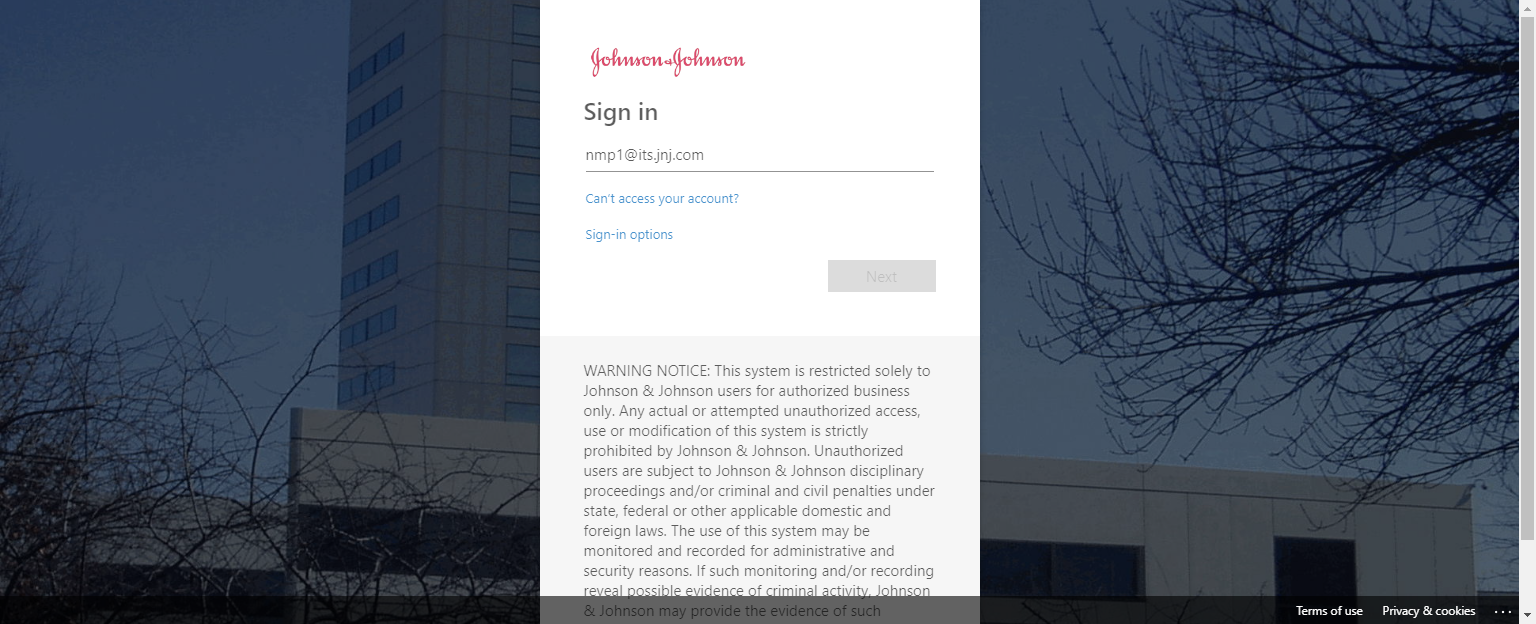 Johnson & Johnson
Sign in
nmp1@its.jnj.com
Can't access your account?
Sign-in options
Next
WARNING NOTICE: This system is restricted solely to
Johnson & Johnson users for authorized business
only. Any actual or attempted unauthorized access,
use or modification of this system is strictly
prohibited by Johnson & Johnson. Unauthorized
users are subject to Johnson & Johnson disciplinary
proceedings and/or criminal and civil penalties under
state, federal or other applicable domestic and
foreign laws. The use of this system may be
monitored and recorded for administrative and
security reasons. If such monitoring and/or recording
reveal possible evidence of criminal activity, Johnson
& Johnson may provide the evidence of such
Terms of use Privacy & cookies ...